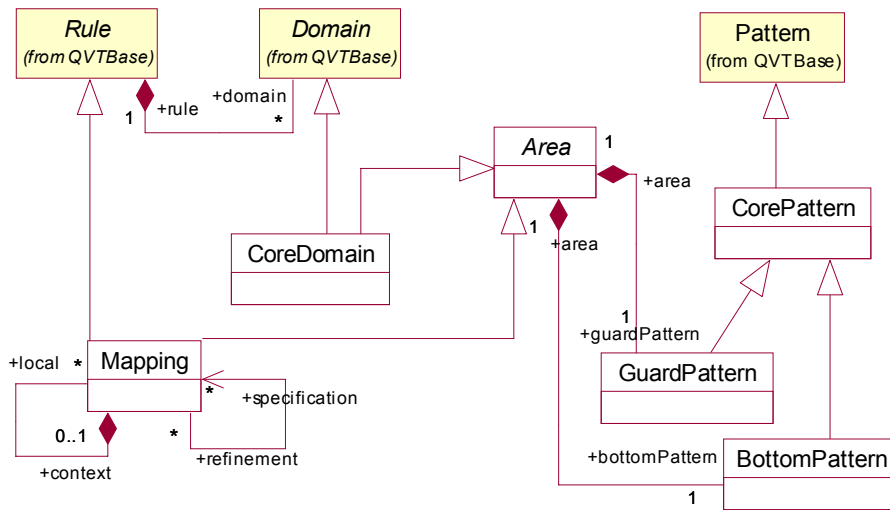 Rule
(from QVTBase)
Domain
(from QVTBase)
Pattern
(from QVTBase)
+domain
1
+rule
*
Area
1
+area
CorePattern
1
+area
CoreDomain
1
+guardPattern
+local
*
Mapping
GuardPattern
*
+specification
0..1
*
+context
+refinement
+bottomPattern
BottomPattern
1